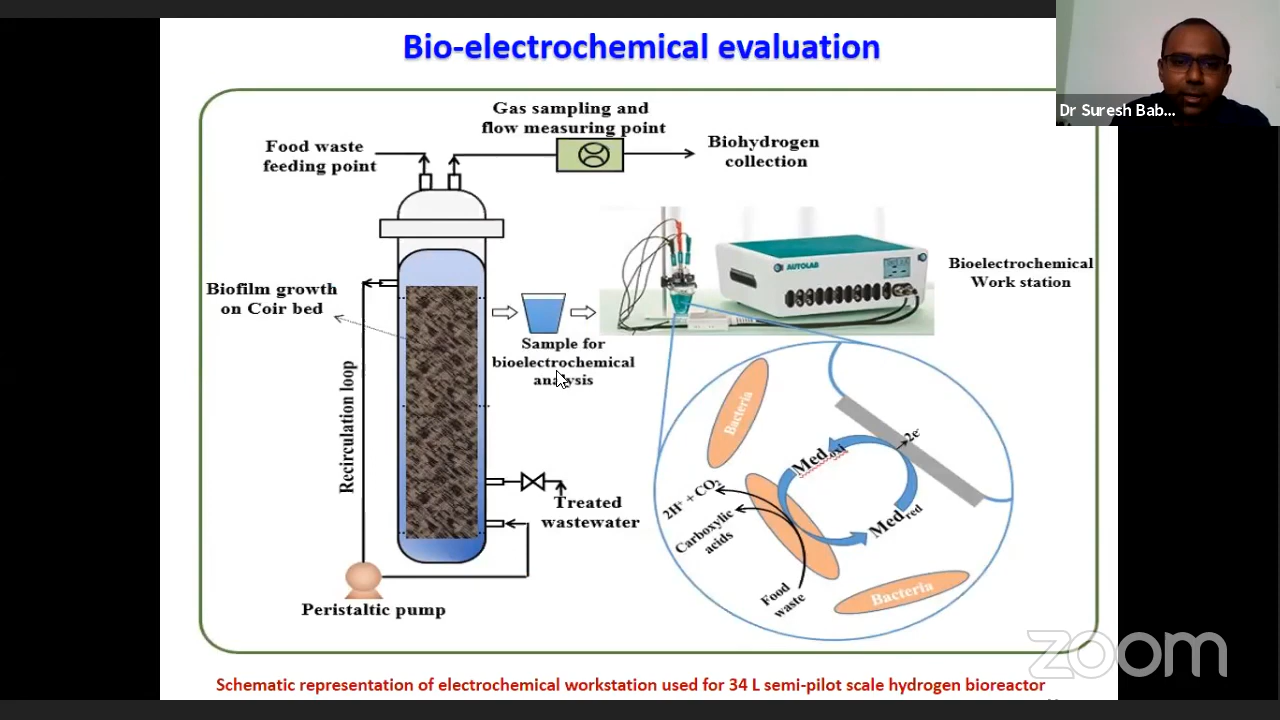 Bio-electrochemical evaluation
Dr Suresh Bab...
Gas sampling and
flow measuring point
Food waste
feeding point
Biohydrogen
collection
AUTOLAB
Bioelectrochemical
Work station
Biofilm growth
on Coir bed
Sample for
bioelectrochemical
analysis
Recirculation loop
Treated
wastewater
Peristaltic pump
Bacteria
2e-
Med oxi
Med red
2H+ + CO2
Carboxylic
acids
Food
waste
Bacteria
zoom
Schematic representation of electrochemical workstation used for 34 L semi-pilot scale hydrogen bioreactor